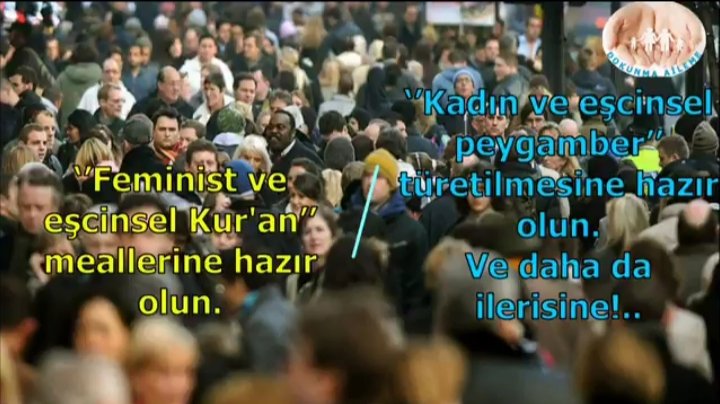 DOKUNMA AİLEME
‘’Feminist ve
eşcinsel Kur'an’’
meallerine hazır
olun.
‘’Kadın ve eşcinsel
peygamber’’
türetilmesine hazır
olun.
Ve daha da
ilerisine!..